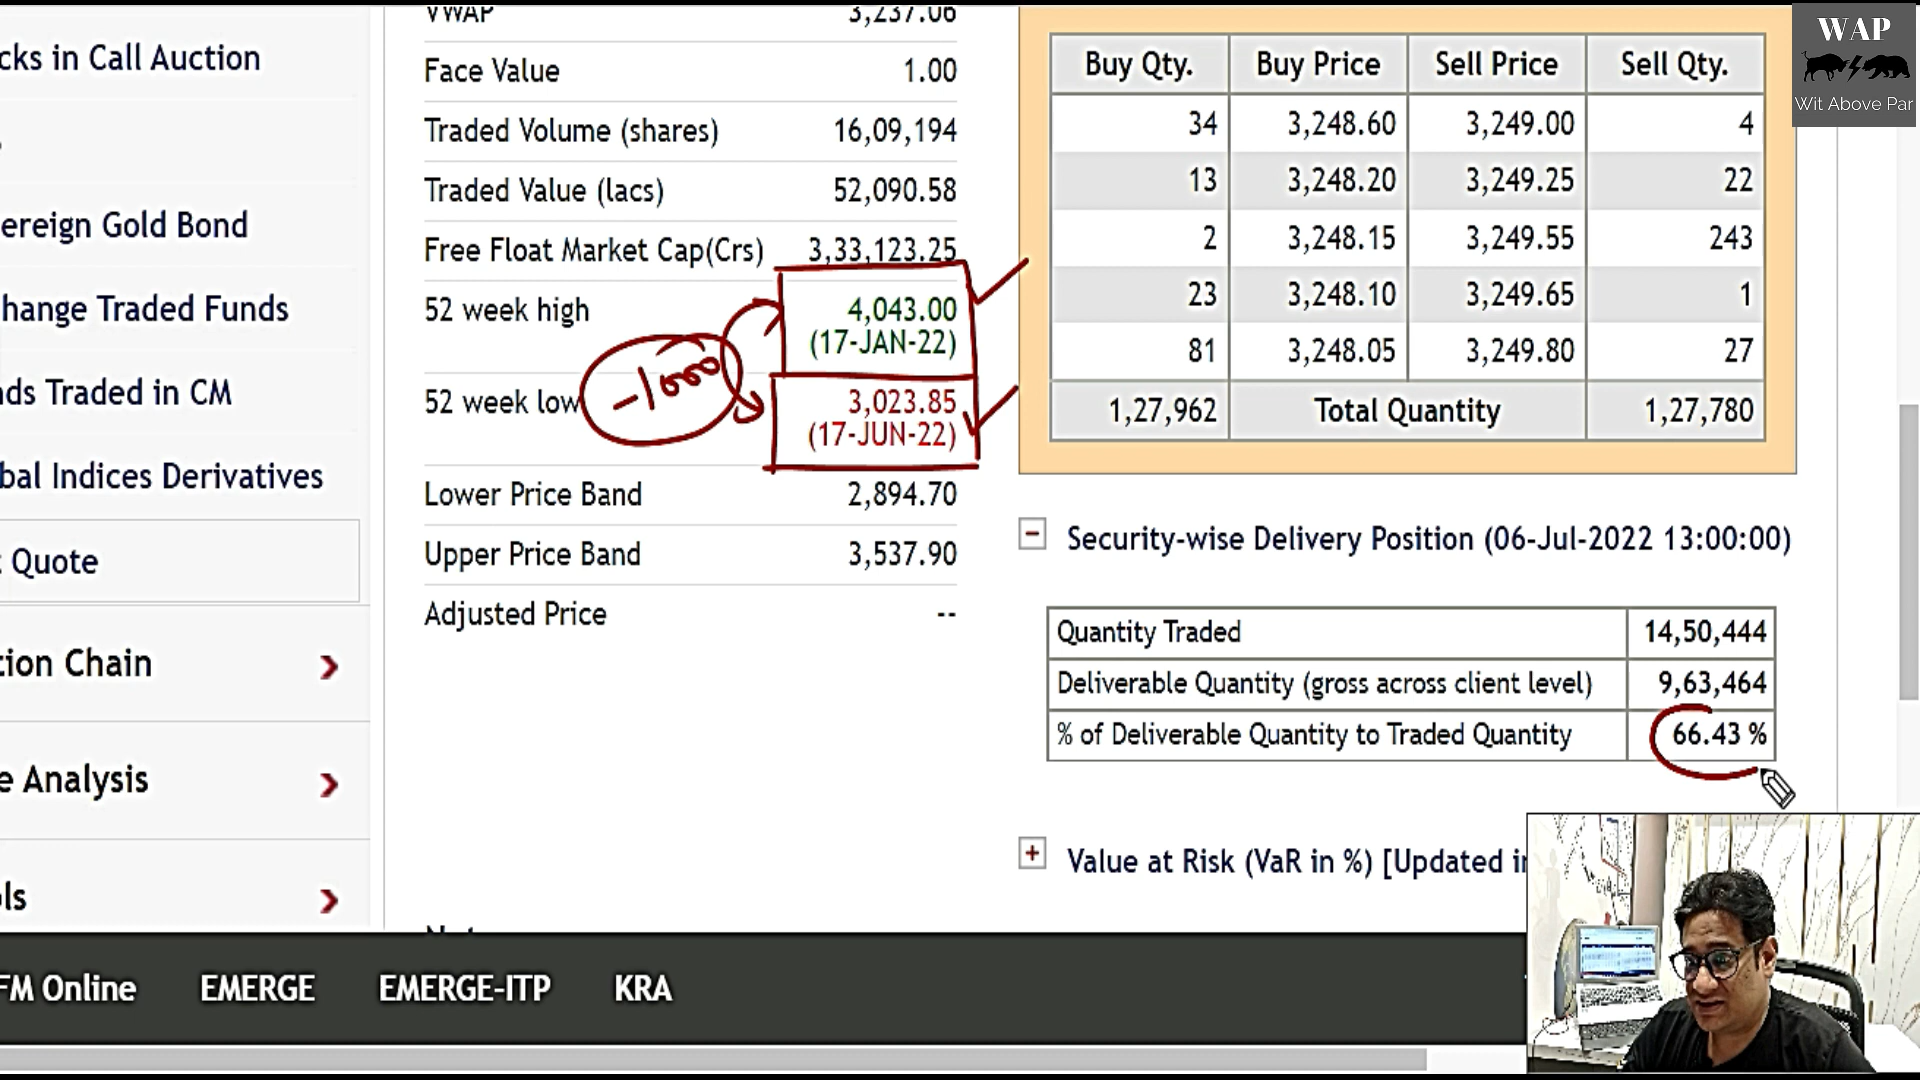 cks in Call Auction
ereign Gold Bond
hange Traded Funds
ds Traded in CM
bal Indices Derivatives
Quote
tion Chain
e Analysis
ls
VWAP 3,237.06
Face Value 1.00
Traded Volume (shares) 16,09,194
Traded Value (lacs) 52,090.58
Free Float Market Cap(Crs) 3,33,123.25
52 week high 4,043.00
(17-JAN-22)
-1000
52 week low 3,023.85
(17-JUN-22)
Lower Price Band 2,894.70
Upper Price Band 3,537.90
Adjusted Price --
Buy Qty. Buy Price Sell Price Sell Qty.
34 3,248.60 3,249.00 4
13 3,248.20 3,249.25 22
2 3,248.15 3,249.55 243
23 3,248.10 3,249.65 1
81 3,248.05 3,249.80 27
1,27,962 Total Quantity 1,27,780
Security-wise Delivery Position (06-Jul-2022 13:00:00)
Quantity Traded 14,50,444
Deliverable Quantity (gross across client level) 9,63,464
% of Deliverable Quantity to Traded Quantity 66.43 %
Value at Risk (VaR in %) [Updated in
WAP
Wit Above Par
FM Online EMERGE EMERGE-ITP KRA